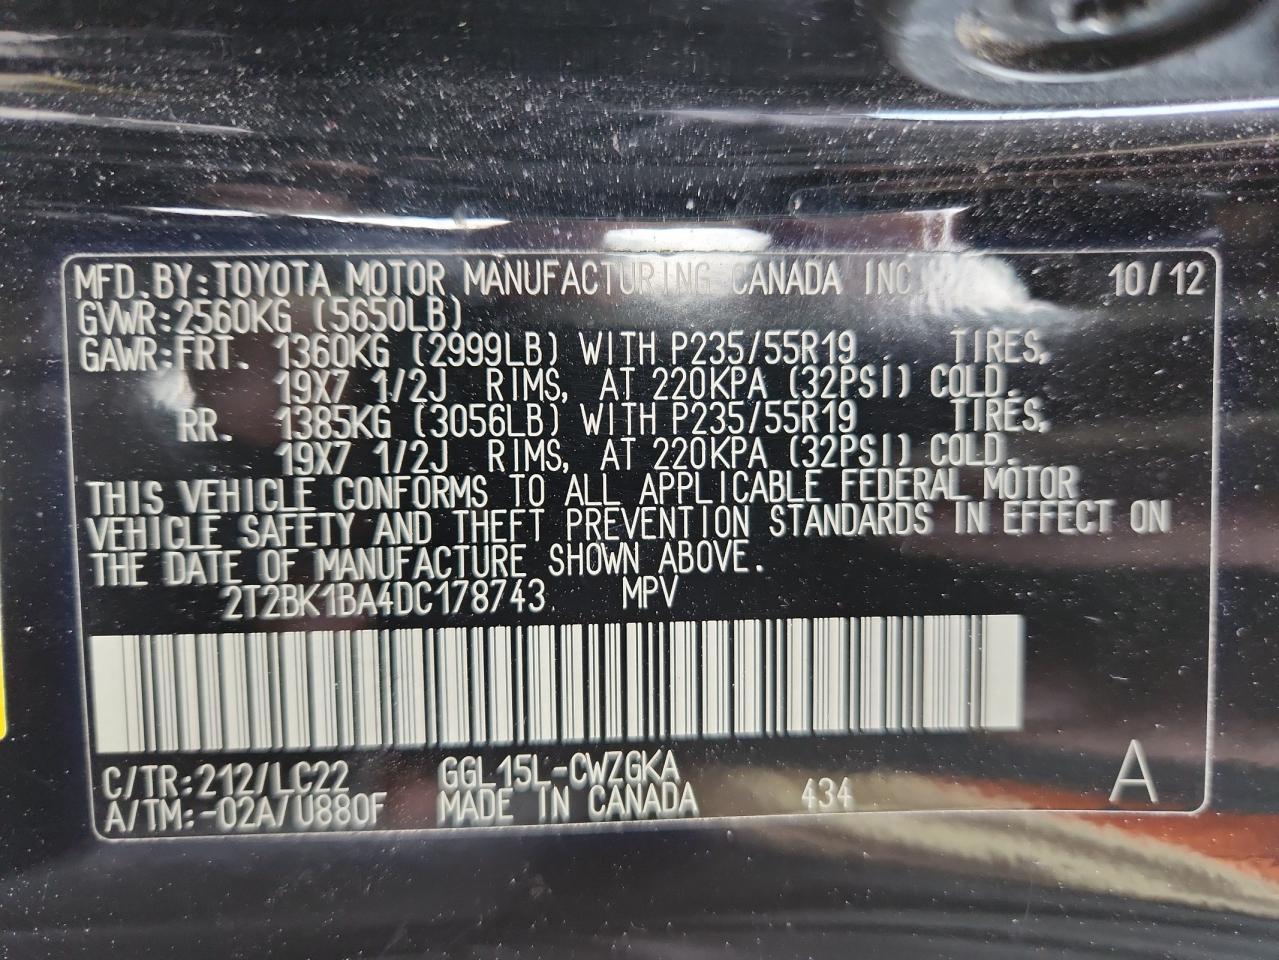 MFD.BY:TOYOTA MOTOR MANUFACTURING CANADA INC. 10/12
GVWR:2560KG (5650LB)
GAWR:FRT. 1360KG (2999LB) WITH P235/55R19 TIRES,
19X7 1/2J RIMS, AT 220KPA (32PSI) COLD.
RR. 1385KG (3056LB) WITH P235/55R19 TIRES,
19X7 1/2J RIMS, AT 220KPA (32PSI) COLD.
THIS VEHICLE CONFORMS TO ALL APPLICABLE FEDERAL MOTOR
VEHICLE SAFETY AND THEFT PREVENTION STANDARDS IN EFFECT ON
THE DATE OF MANUFACTURE SHOWN ABOVE.
2T2BK1BA4DC178743 MPV
C/TR:212/LC22 GGL15L-CWZGKA
A/TM:-02A/U880F MADE IN CANADA 434 A